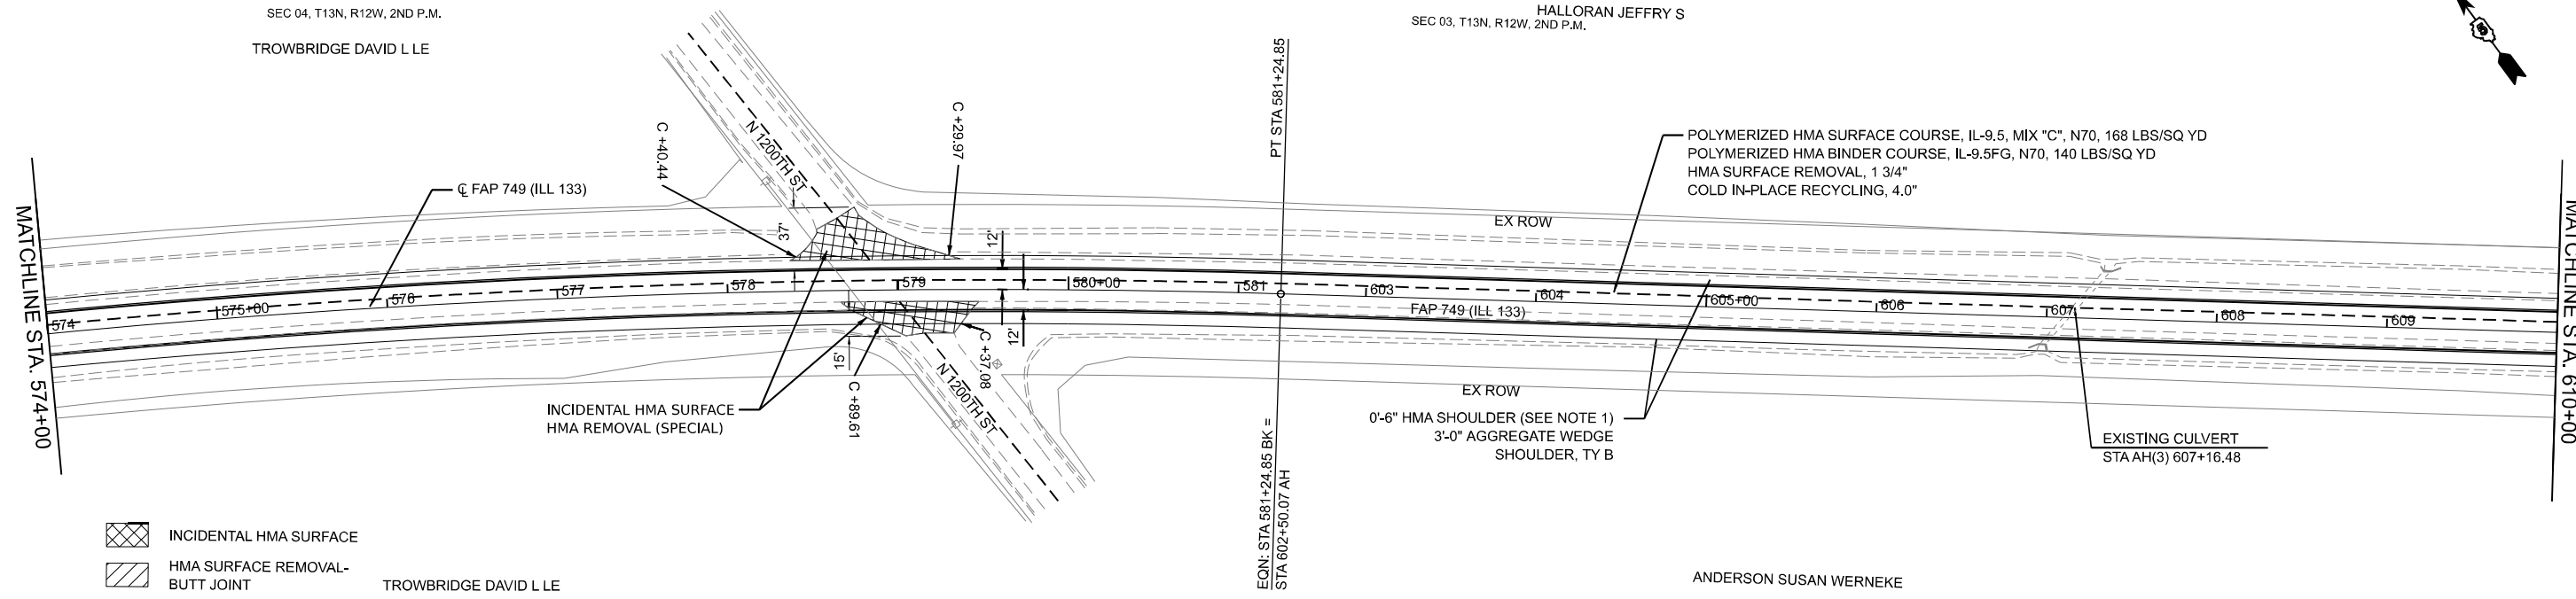 SEC 04, T13N, R12W, 2ND P.M.
TROWBRIDGE DAVID L LE
HALLORAN JEFFRY S
SEC 03, T13N, R12W, 2ND P.M.
MATCHLINE STA. 574+00
℄ FAP 749 (ILL 133)
N 1200TH ST
C +40.44
C +29.97
37'
12'
PT STA 581+24.85
POLYMERIZED HMA SURFACE COURSE, IL-9.5, MIX "C", N70, 168 LBS/SQ YD
POLYMERIZED HMA BINDER COURSE, IL-9.5FG, N70, 140 LBS/SQ YD
HMA SURFACE REMOVAL, 1 3/4"
COLD IN-PLACE RECYCLING, 4.0"
EX ROW
MATCHLINE STA. 610+00
574
575+00
576
577
578
579
580+00
581
603
604
605+00
606
607
608
609
FAP 749 (ILL 133)
15'
C +89.61
C +37.08
12'
N 1200TH ST
INCIDENTAL HMA SURFACE
HMA REMOVAL (SPECIAL)
EX ROW
0'-6" HMA SHOULDER (SEE NOTE 1)
3'-0" AGGREGATE WEDGE
SHOULDER, TY B
EXISTING CULVERT
STA AH(3) 607+16.48
EQN: STA 581+24.85 BK =
STA 602+50.07 AH
INCIDENTAL HMA SURFACE
HMA SURFACE REMOVAL-
BUTT JOINT
TROWBRIDGE DAVID L LE
ANDERSON SUSAN WERNEKE